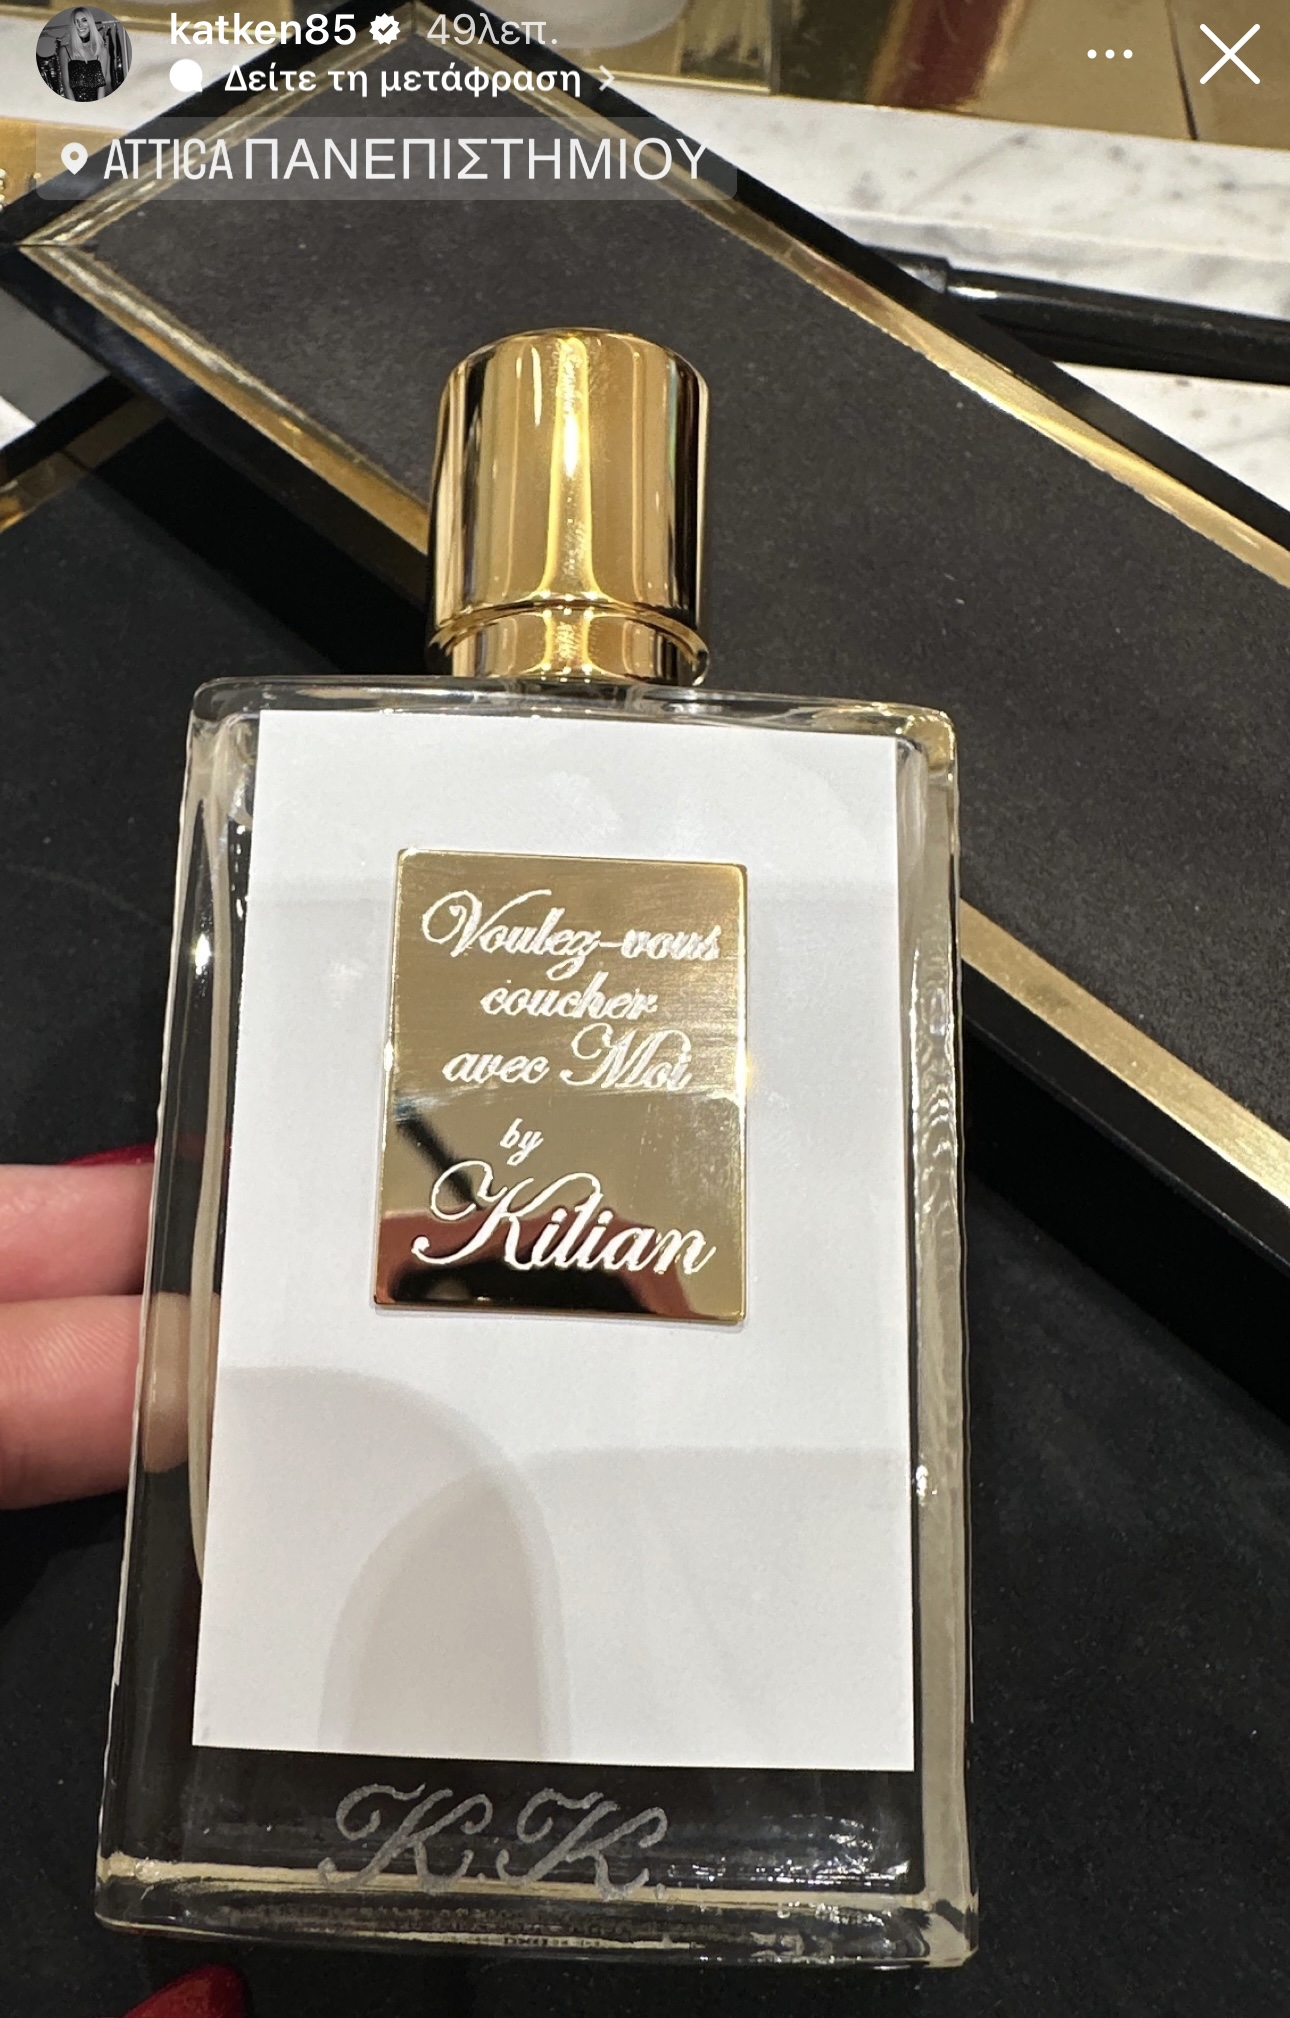 katken85 49λεπ.
Δείτε τη μετάφραση
ATTICA ΠΑΝΕΠΙΣΤΗΜΙΟΥ
Voulez-vous
coucher
avec Moi
by
Kilian
K.K.